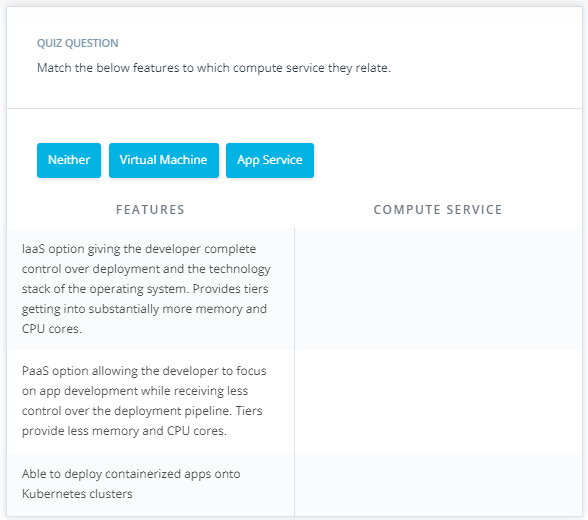 QUIZ QUESTION
Match the below features to which compute service they relate.
Neither
Virtual Machine
App Service
FEATURES
COMPUTE SERVICE
IaaS option giving the developer complete
control over deployment and the technology
stack of the operating system. Provides tiers
getting into substantially more memory and
CPU cores.
PaaS option allowing the developer to focus
on app development while receiving less
control over the deployment pipeline. Tiers
provide less memory and CPU cores.
Able to deploy containerized apps onto
Kubernetes clusters